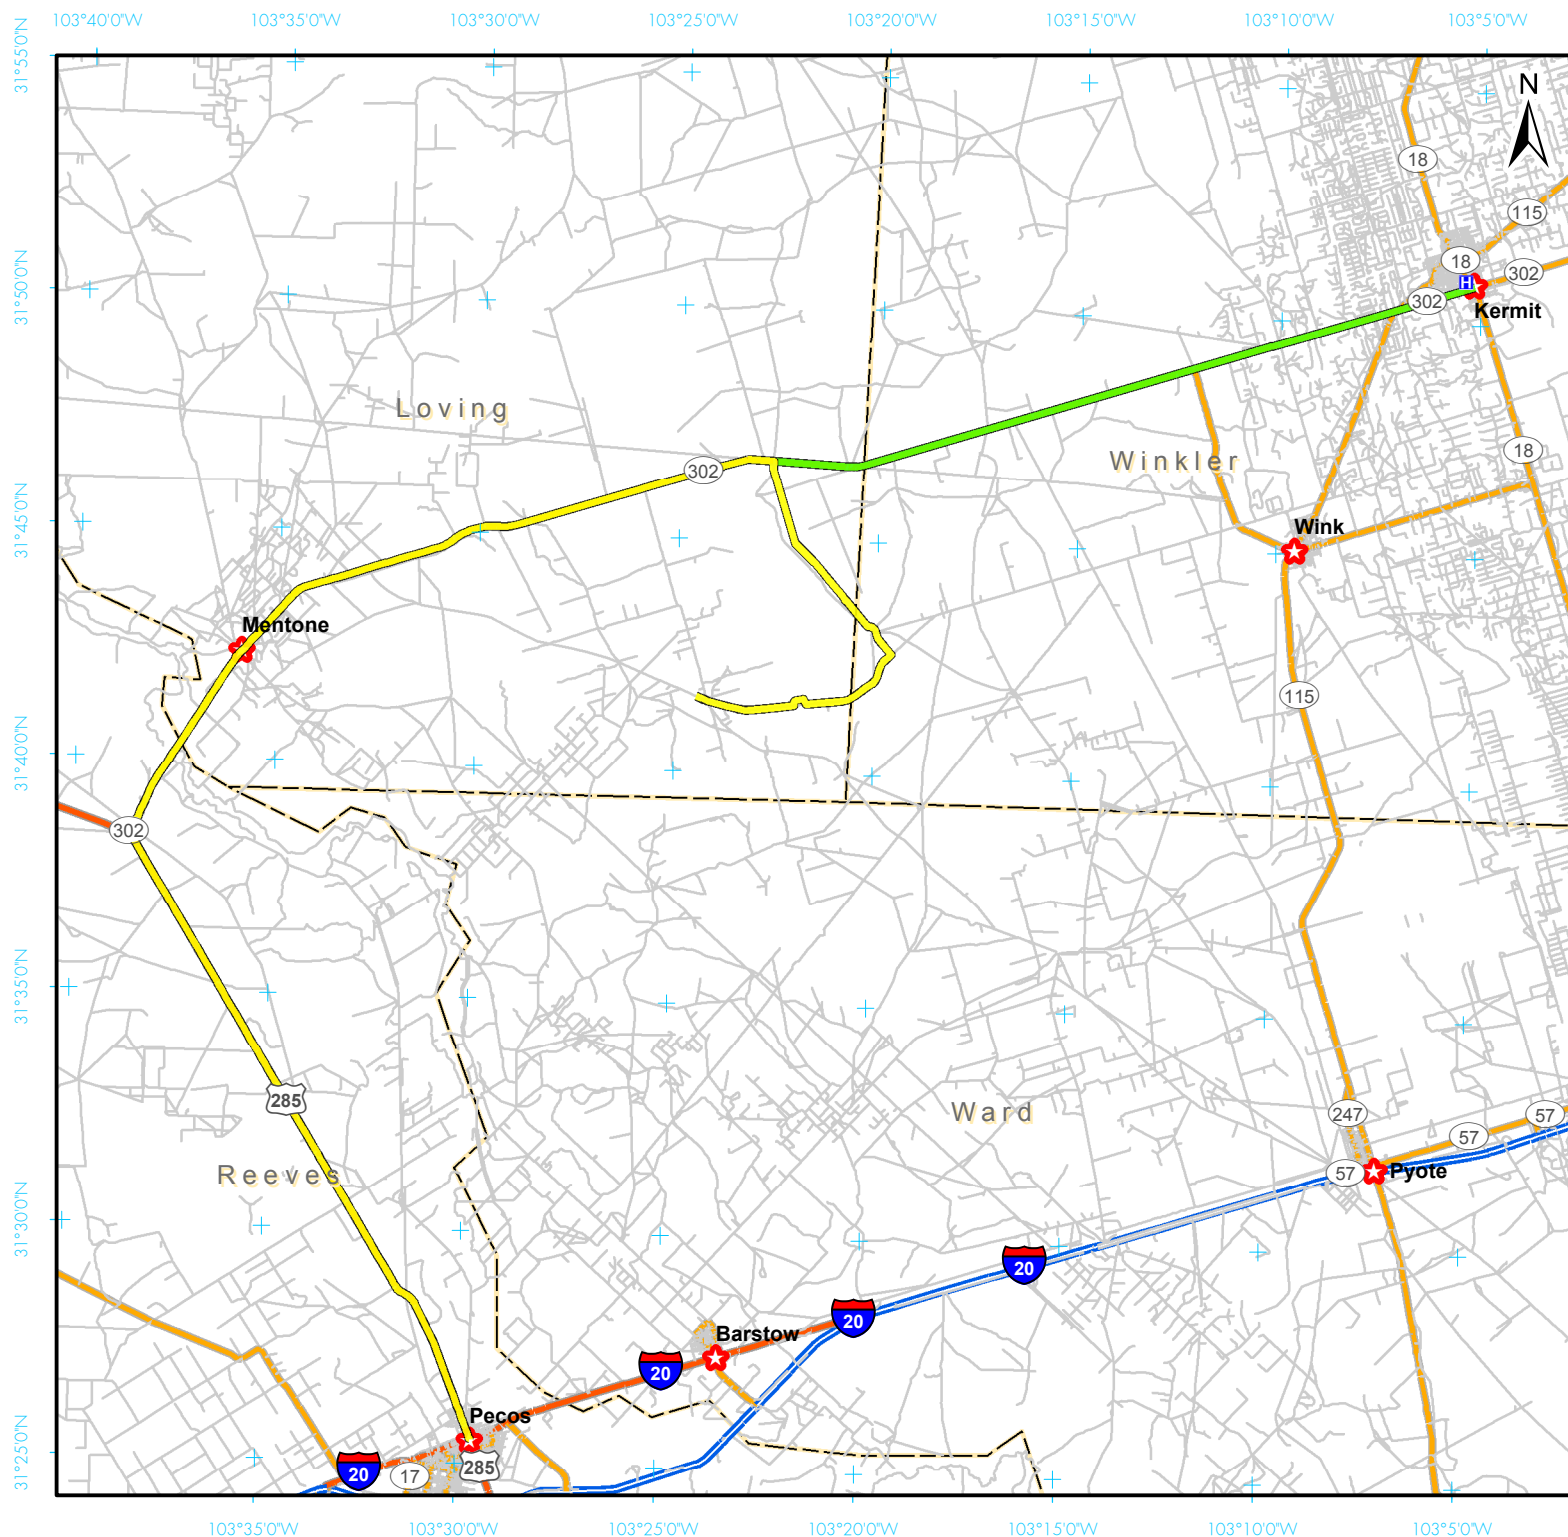 103°40'0"W 103°35'0"W 103°30'0"W 103°25'0"W 103°20'0"W 103°15'0"W 103°10'0"W 103°5'0"W
31°55'0"N
N
18
115
18
31°50'0"N
H
302
302
Kermit
Loving
18
Winkler
302
31°45'0"N
Wink
Mentone
115
31°40'0"N
302
31°35'0"N
285
Ward
247
57
57
Reeves
57
Pyote
31°30'0"N
20
20
Barstow
20
Pecos
31°25'0"N
20
17
285
103°35'0"W 103°30'0"W 103°25'0"W 103°20'0"W 103°15'0"W 103°10'0"W 103°5'0"W